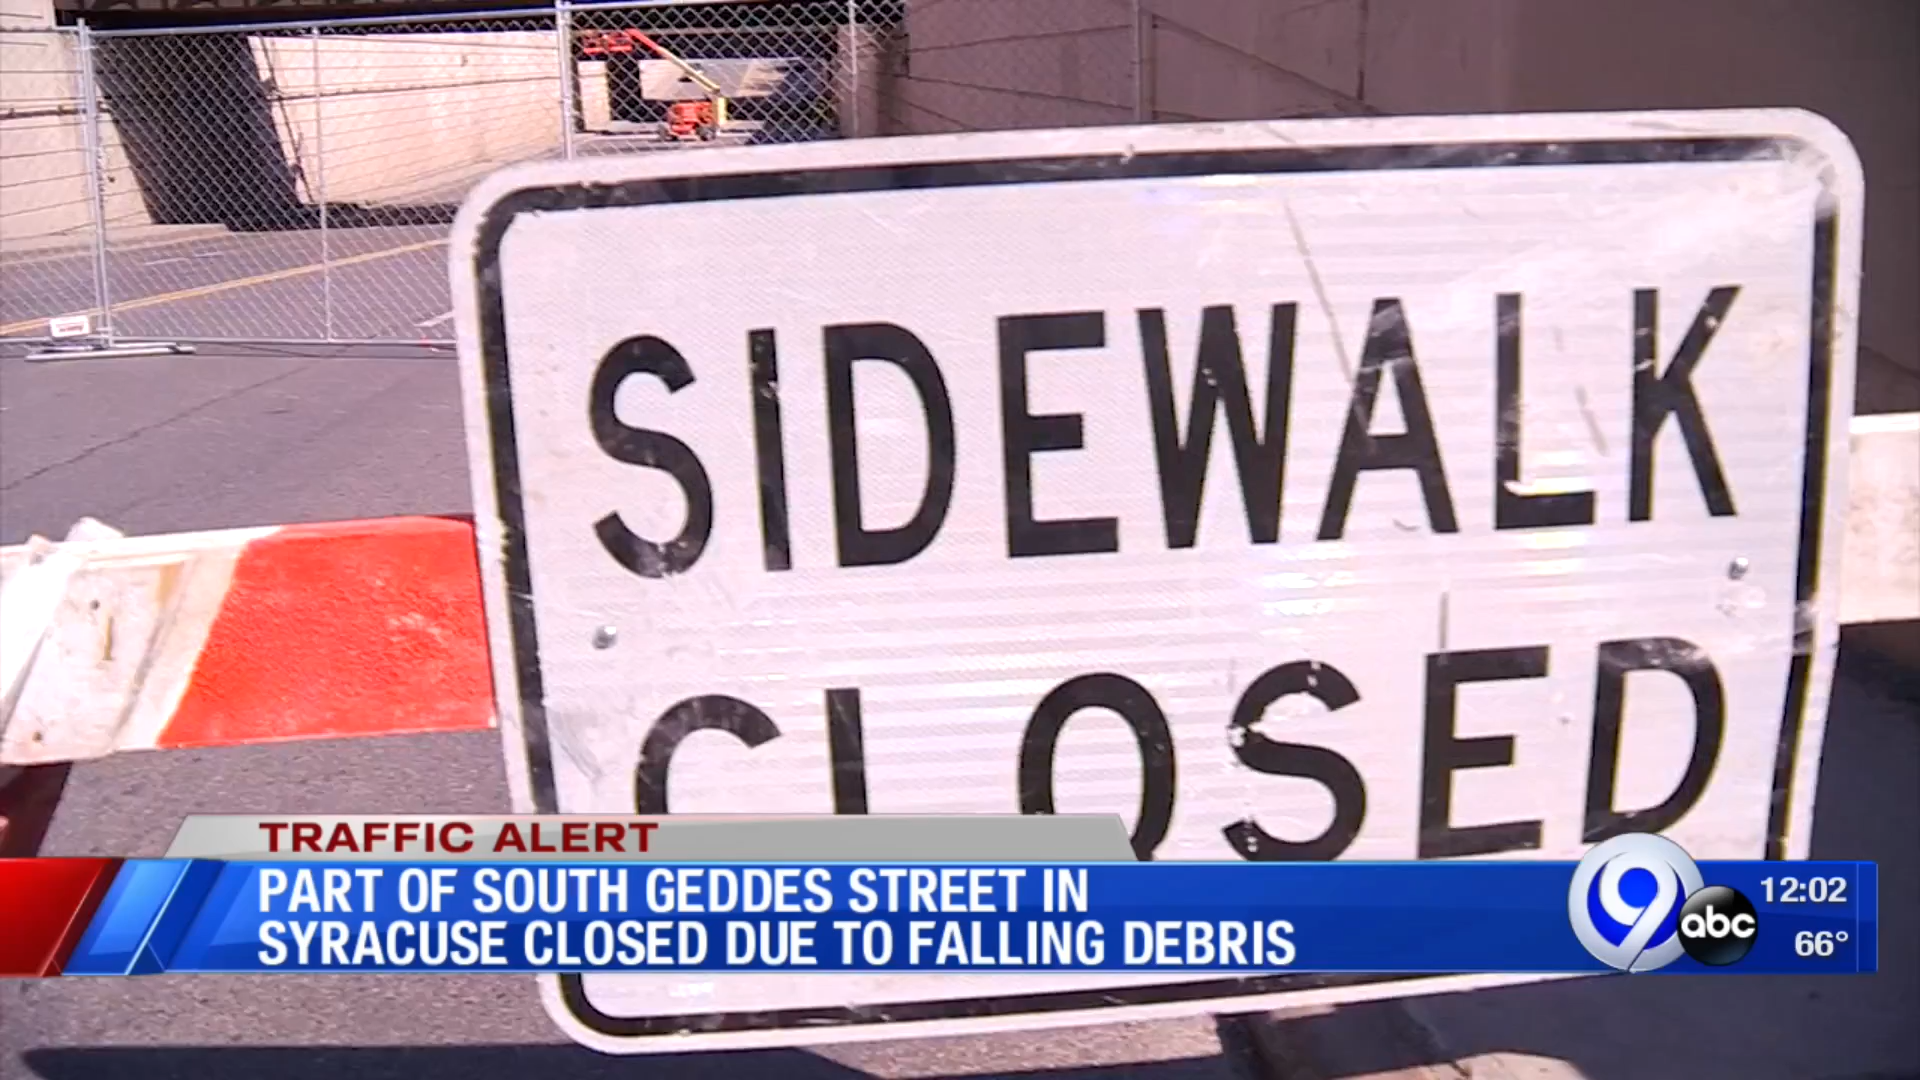 SIDEWALK
CLOSED
TRAFFIC ALERT
PART OF SOUTH GEDDES STREET IN
SYRACUSE CLOSED DUE TO FALLING DEBRIS
9
abc
12:02
66°